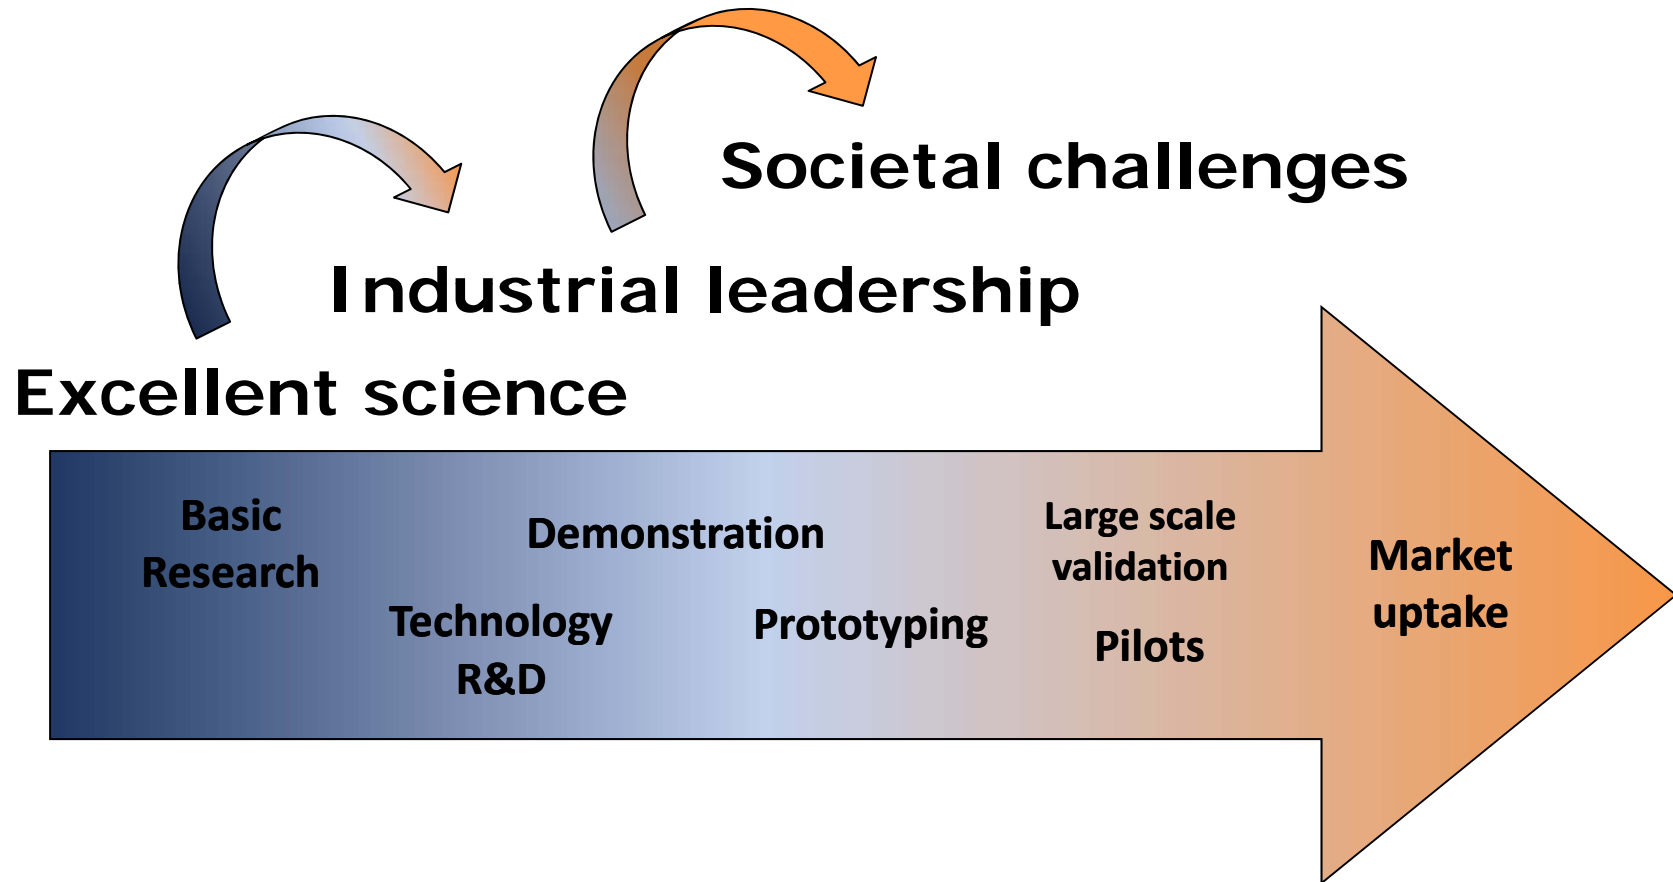 Societal challenges
Industrial leadership
Excellent science
Basic
Research
Technology
R&D
Demonstration
Prototyping
Large scale
validation
Pilots
Market
uptake